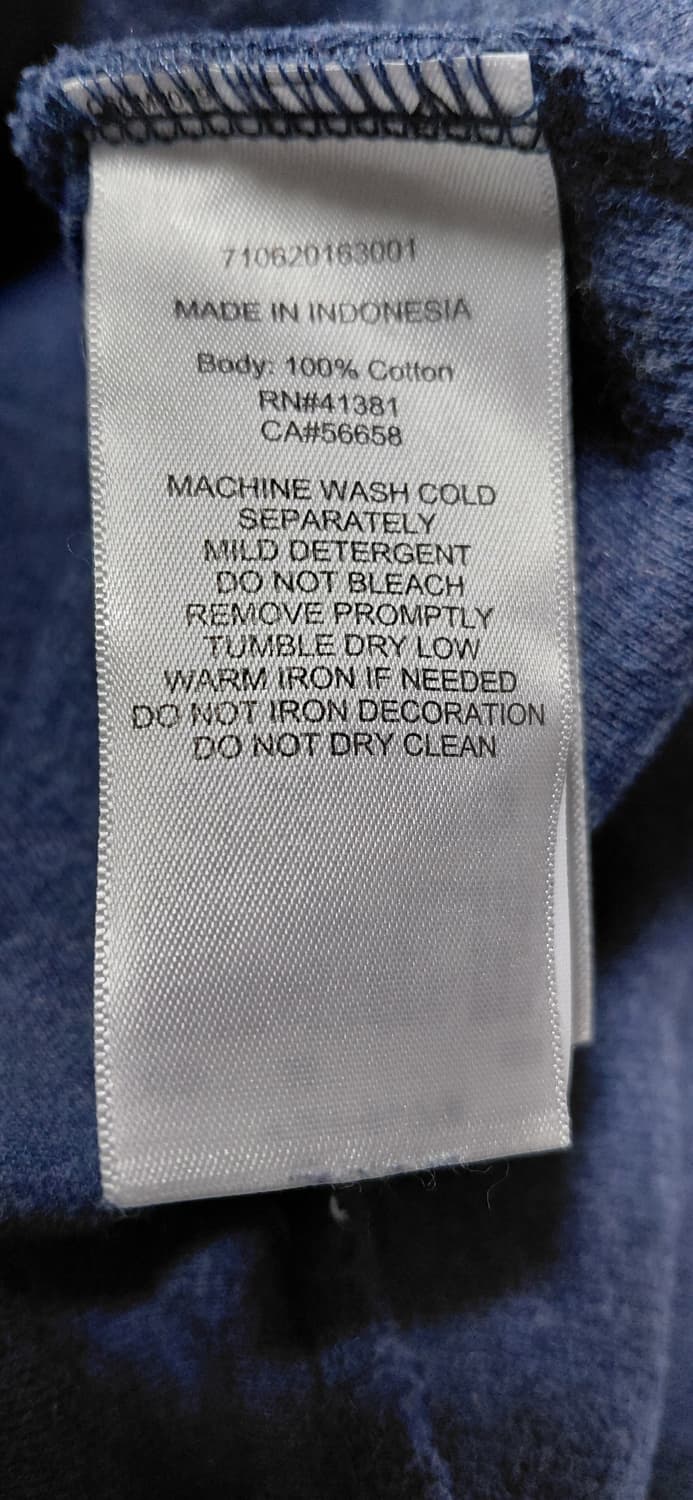 710620163001
MADE IN INDONESIA
Body: 100% Cotton
RN#41381
CA#56658
MACHINE WASH COLD
SEPARATELY
MILD DETERGENT
DO NOT BLEACH
REMOVE PROMPTLY
TUMBLE DRY LOW
WARM IRON IF NEEDED
DO NOT IRON DECORATION
DO NOT DRY CLEAN